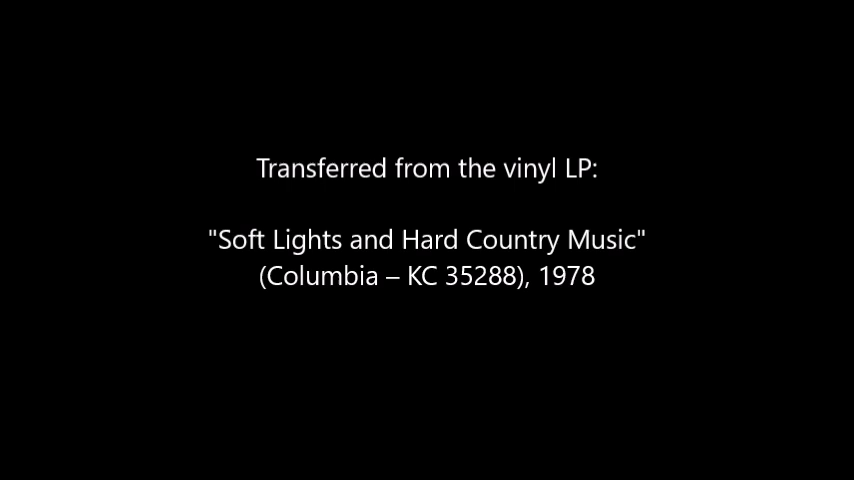 Transferred from the vinyl LP:
"Soft Lights and Hard Country Music"
(Columbia – KC 35288), 1978